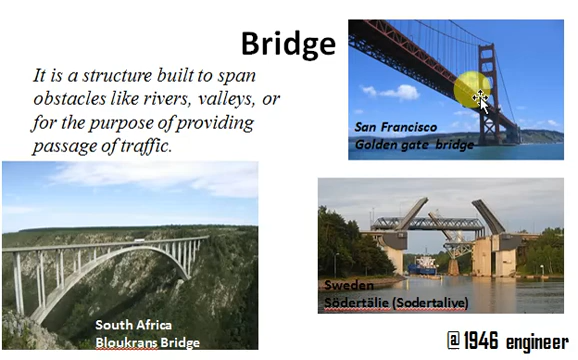 Bridge
It is a structure built to span
obstacles like rivers, valleys, or
for the purpose of providing
passage of traffic.
San Francisco
Golden gate bridge
Sweden
Södertälie (Sodertalive)
South Africa
Bloukrans Bridge
@ 1946 engineer